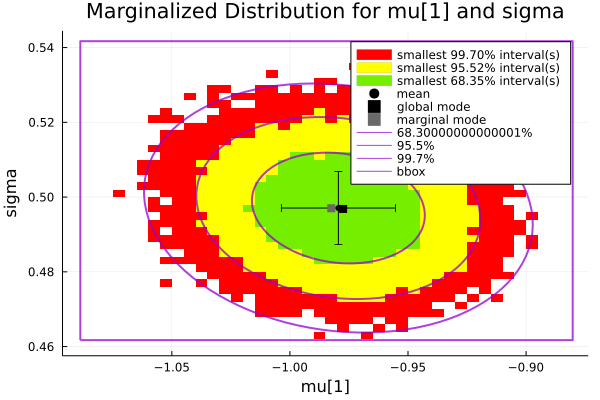 Marginalized Distribution for mu[1] and sigma
smallest 99.70% interval(s)
smallest 95.52% interval(s)
smallest 68.35% interval(s)
mean
global mode
marginal mode
68.30000000000001%
95.5%
99.7%
bbox
sigma
0.54
0.52
0.50
0.48
0.46
−1.05
−1.00
−0.95
−0.90
mu[1]